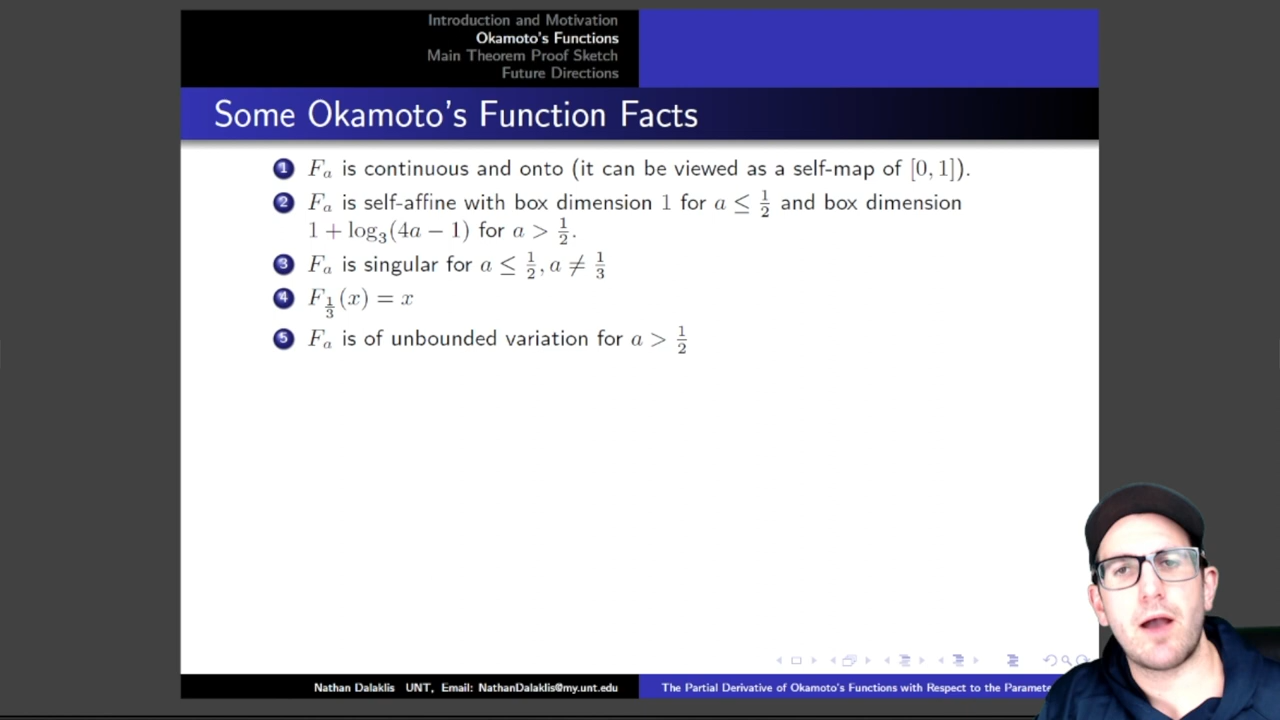 Introduction and Motivation
Okamoto's Functions
Main Theorem Proof Sketch
Future Directions
Some Okamoto's Function Facts
1 F_a is continuous and onto (it can be viewed as a self-map of [0, 1]).
2 F_a is self-affine with box dimension 1 for a ≤ 1/2 and box dimension
1 + log_3(4a − 1) for a > 1/2.
3 F_a is singular for a ≤ 1/2, a ≠ 1/3
4 F_{1/3}(x) = x
5 F_a is of unbounded variation for a > 1/2
Nathan Dalaklis UNT, Email: NathanDalaklis@my.unt.edu
The Partial Derivative of Okamoto's Functions with Respect to the